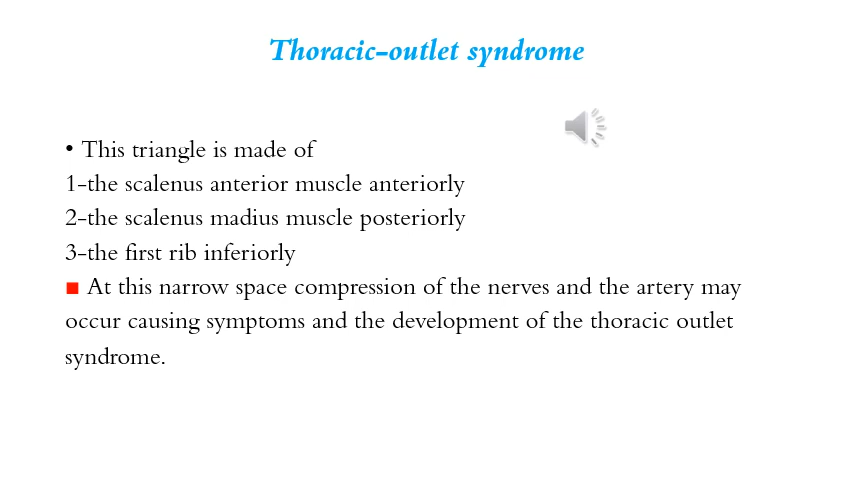 Thoracic-outlet syndrome
• This triangle is made of
1-the scalenus anterior muscle anteriorly
2-the scalenus madius muscle posteriorly
3-the first rib inferiorly
■ At this narrow space compression of the nerves and the artery may
occur causing symptoms and the development of the thoracic outlet
syndrome.